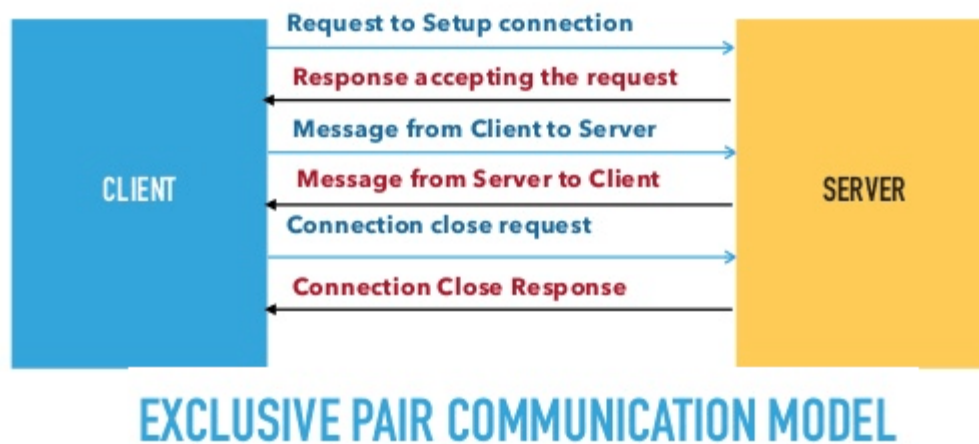 Request to Setup connection
Response accepting the request
Message from Client to Server
CLIENT
Message from Server to Client
SERVER
Connection close request
Connection Close Response
EXCLUSIVE PAIR COMMUNICATION MODEL